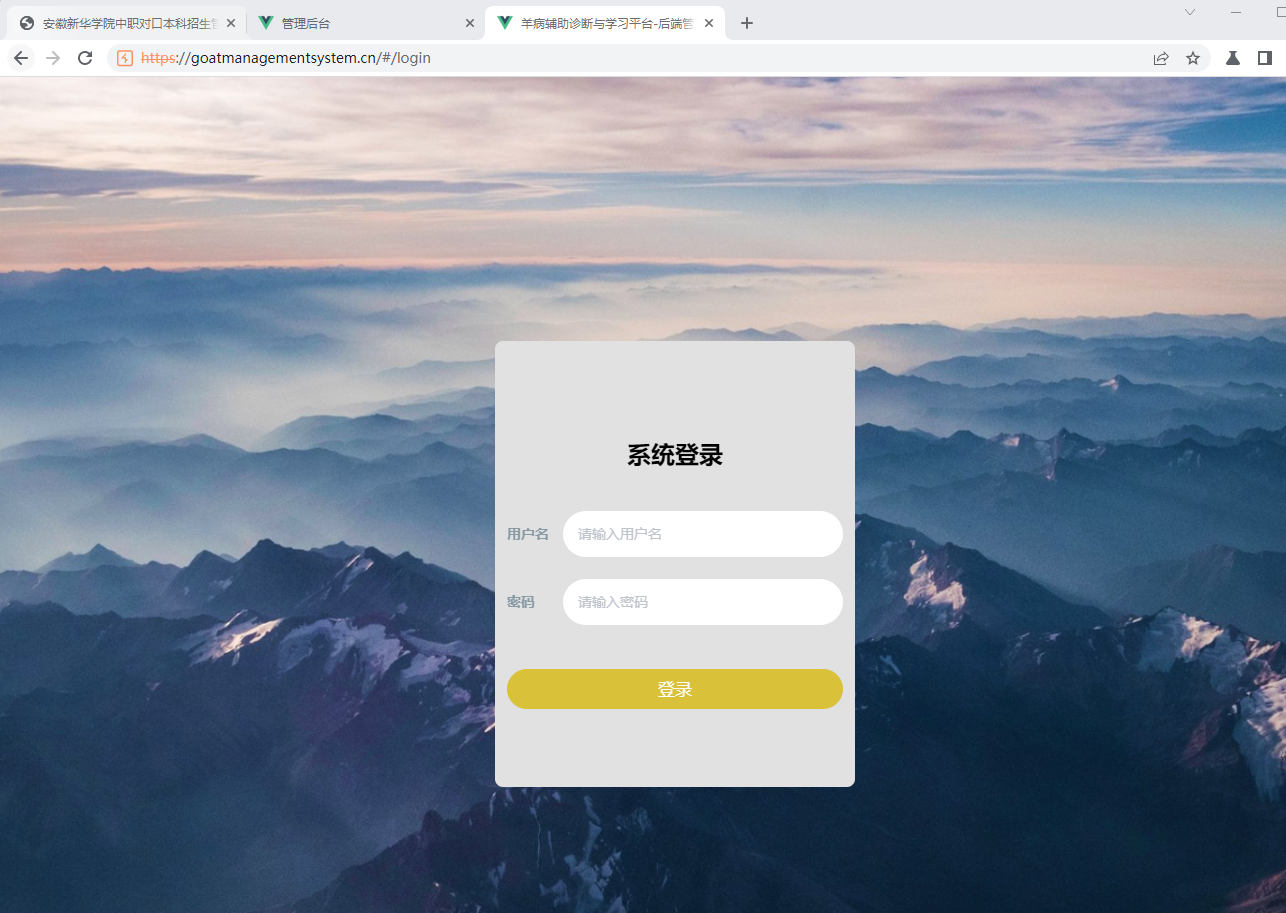 安徽新华学院中职对口本科招生管
管理后台
羊病辅助诊断与学习平台-后端管
https://goatmanagementsystem.cn/#/login
系统登录
用户名 请输入用户名
密码 请输入密码
登录